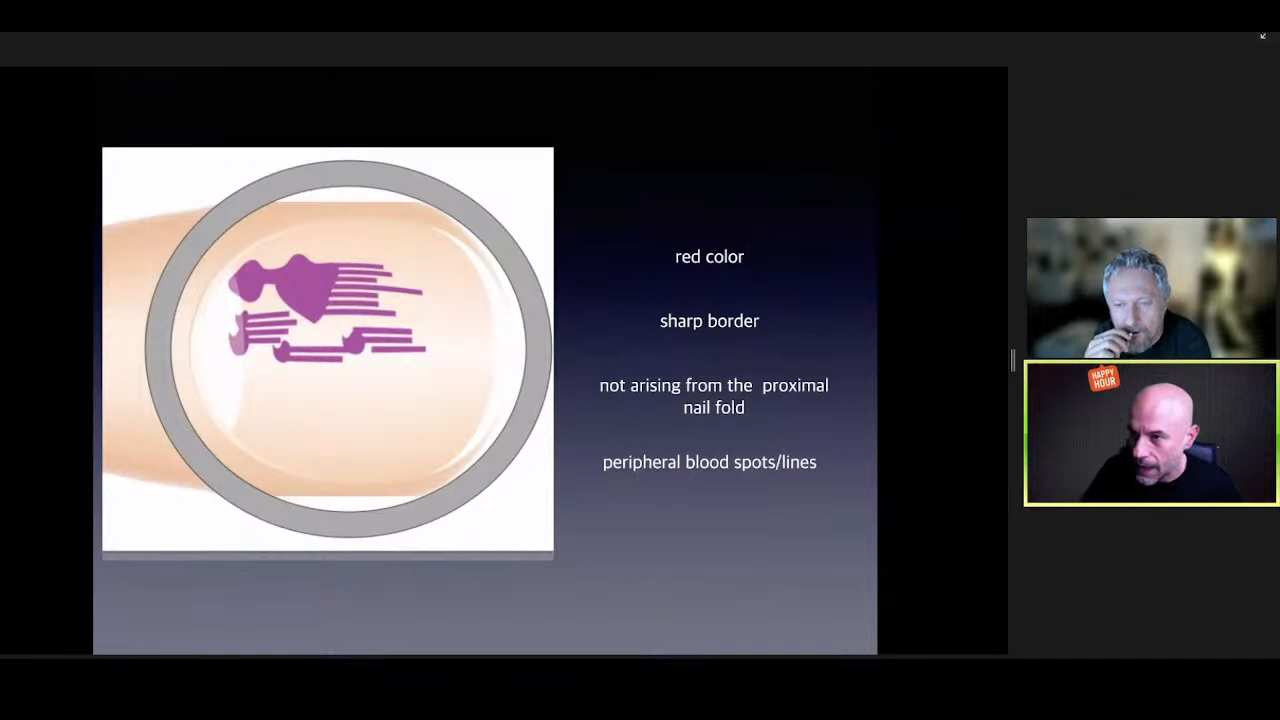 red color
sharp border
not arising from the proximal
nail fold
peripheral blood spots/lines
HAPPY
HOUR